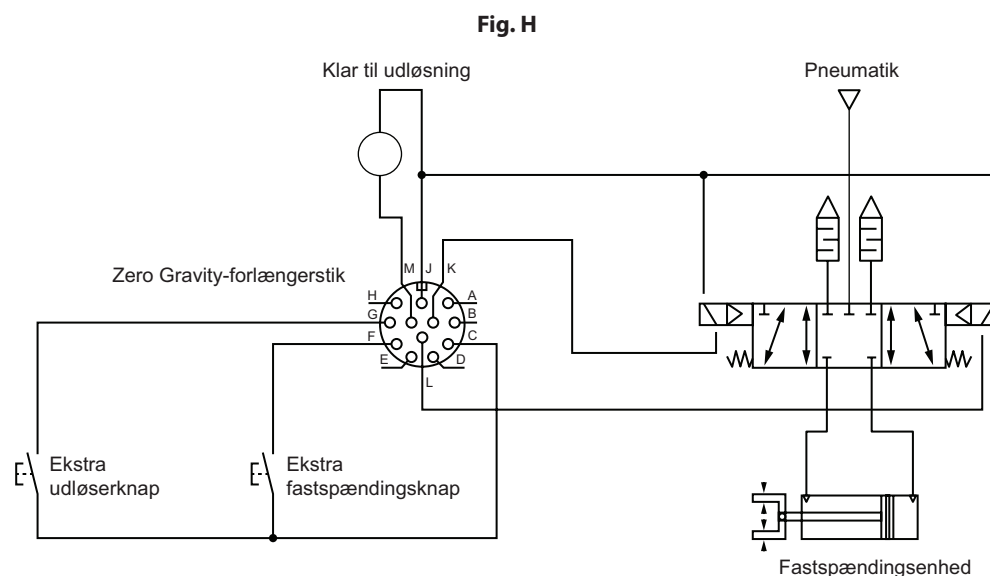 Fig. H
Klar til udløsning
Pneumatik
Zero Gravity-forlængerstik
M J K
H A
G B
F C
E D
L
Ekstra
udløserknap
Ekstra
fastspændingsknap
Fastspændingsenhed